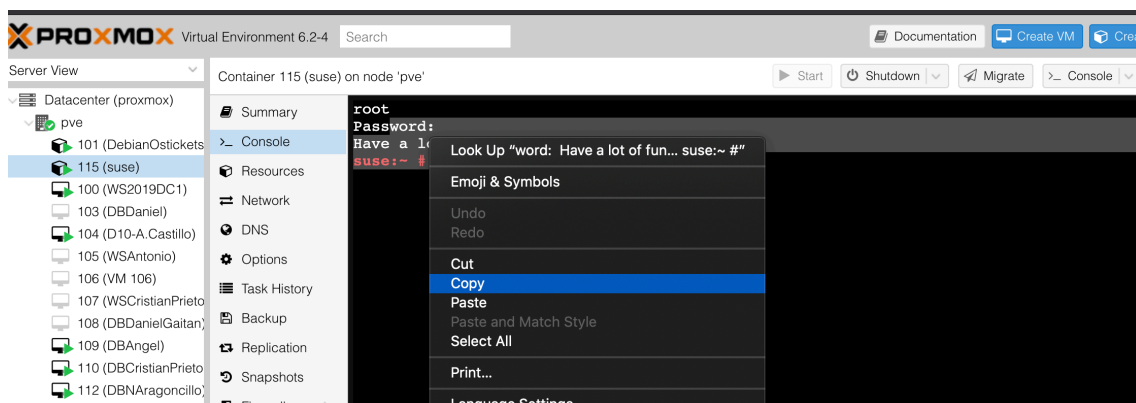 PROXMOX Virtual Environment 6.2-4 Search Documentation Create VM
Server View
Container 115 (suse) on node 'pve' Start Shutdown Migrate >_ Console
Datacenter (proxmox)
pve
101 (DebianOstickets
115 (suse)
100 (WS2019DC1)
103 (DBDaniel)
104 (D10-A.Castillo)
105 (WSAntonio)
106 (VM 106)
107 (WSCristianPrieto
108 (DBDanielGaitan)
109 (DBAngel)
110 (DBCristianPrieto
112 (DBNAragoncillo)
Summary
>_ Console
Resources
Network
DNS
Options
Task History
Backup
Replication
Snapshots
root
Password:
Have a lo
suse:~ #
Look Up “word:  Have a lot of fun... suse:~ #”
Emoji & Symbols
Undo
Redo
Cut
Copy
Paste
Paste and Match Style
Select All
Print...
Language Settings